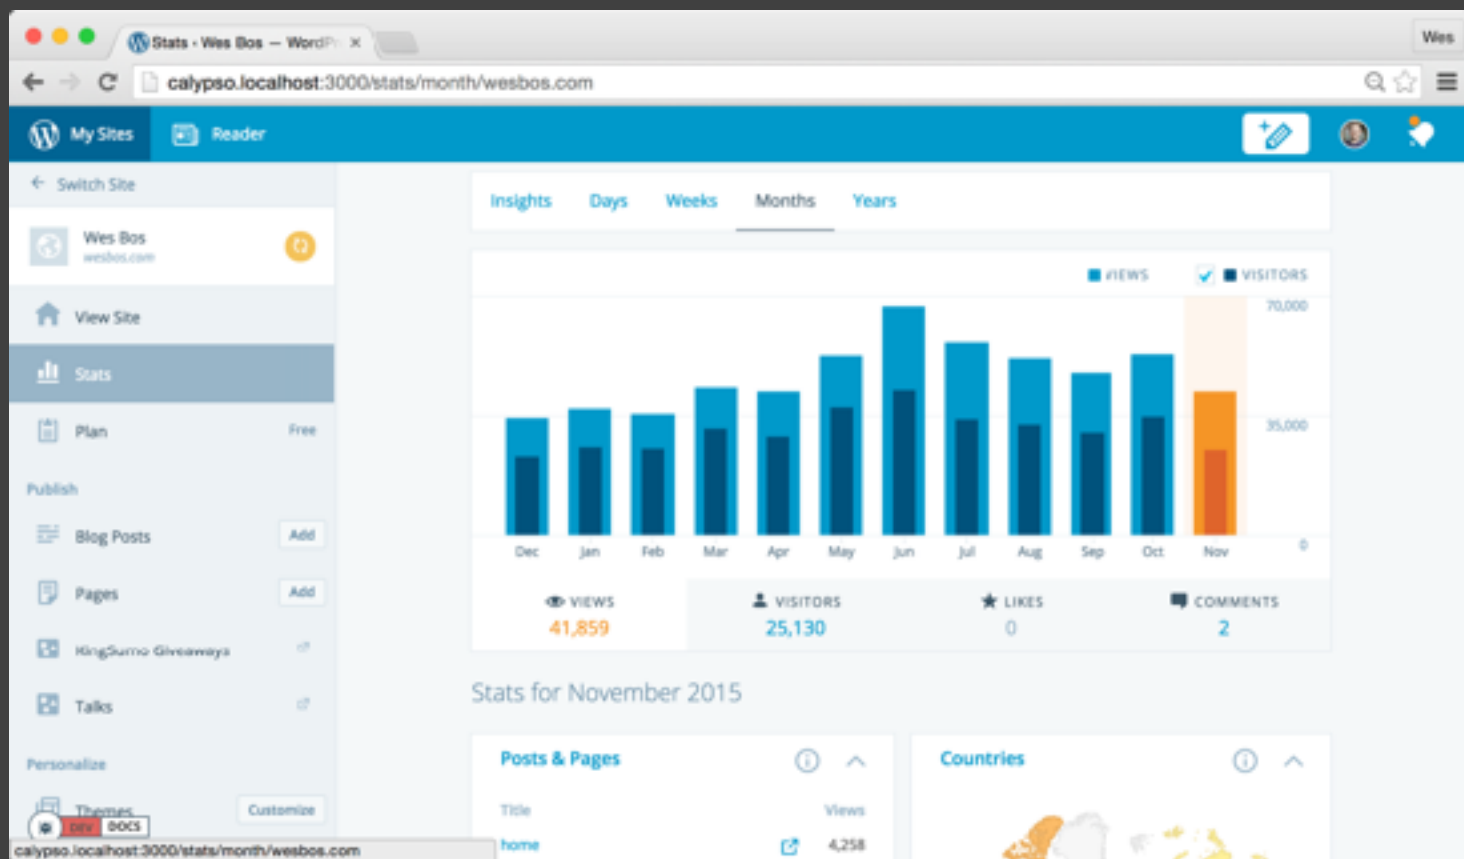 Stats · Wes Bos — WordPr
Wes
calypso.localhost:3000/stats/month/wesbos.com
My Sites
Reader
Switch Site
Wes Bos
wesbos.com
View Site
Stats
Plan Free
Publish
Blog Posts Add
Pages Add
KingSumo Giveaways
Talks
Personalize
Themes Customize
DEV DOCS
calypso.localhost:3000/stats/month/wesbos.com
Insights Days Weeks Months Years
VIEWS VISITORS
70,000
35,000
0
Dec Jan Feb Mar Apr May Jun Jul Aug Sep Oct Nov
VIEWS VISITORS LIKES COMMENTS
41,859 25,130 0 2
Stats for November 2015
Posts & Pages
Title Views
home 4,258
Countries